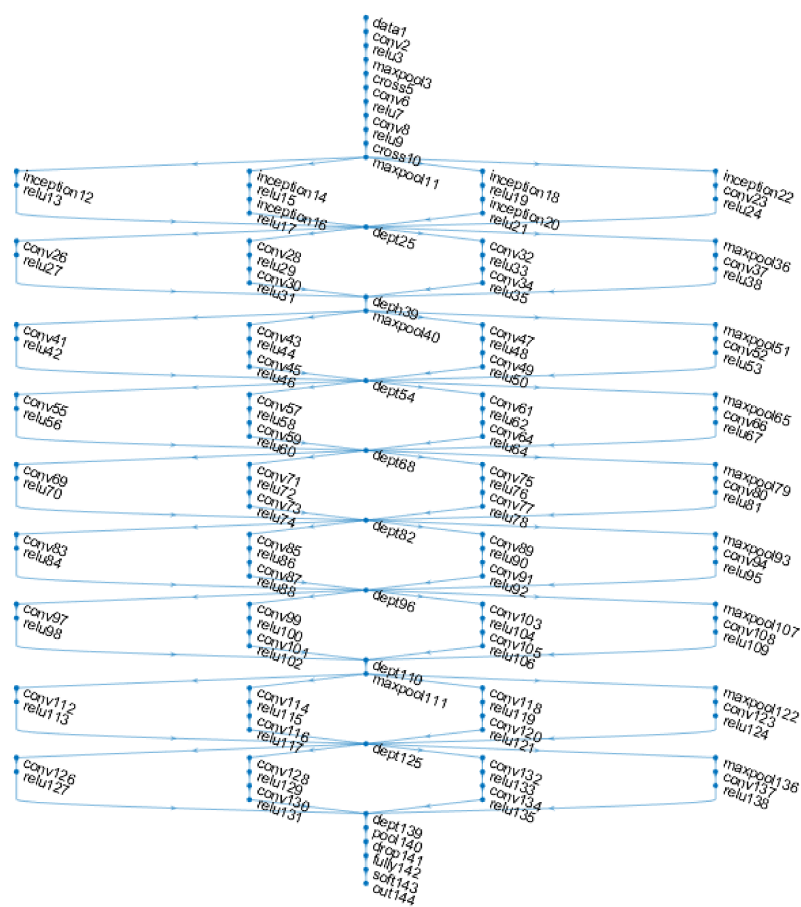 data1
conv2
relu3
maxpool3
cross5
conv6
relu7
conv8
relu9
cross10
maxpool11
inception12
relu13
inception14
relu15
inception16
relu17
inception18
relu19
inception20
relu21
inception22
conv23
relu24
dept25
conv26
relu27
conv28
relu29
conv30
relu31
conv32
relu33
conv34
relu35
maxpool36
conv37
relu38
deph39
maxpool40
conv41
relu42
conv43
relu44
conv45
relu46
conv47
relu48
conv49
relu50
maxpool51
conv52
relu53
dept54
conv55
relu56
conv57
relu58
conv59
relu60
conv61
relu62
conv64
relu64
maxpool65
conv66
relu67
dept68
conv69
relu70
conv71
relu72
conv73
relu74
conv75
relu76
conv77
relu78
maxpool79
conv80
relu81
dept82
conv83
relu84
conv85
relu86
conv87
relu88
conv89
relu90
conv91
relu92
maxpool93
conv94
relu95
dept96
conv97
relu98
conv99
relu100
conv101
relu102
conv103
relu104
conv105
relu106
maxpool107
conv108
relu109
dept110
maxpool111
conv112
relu113
conv114
relu115
conv116
relu117
conv118
relu119
conv120
relu121
maxpool122
conv123
relu124
dept125
conv126
relu127
conv128
relu129
conv130
relu131
conv132
relu133
conv134
relu135
maxpool136
conv137
relu138
dept139
pool140
drop141
fully142
soft143
out144